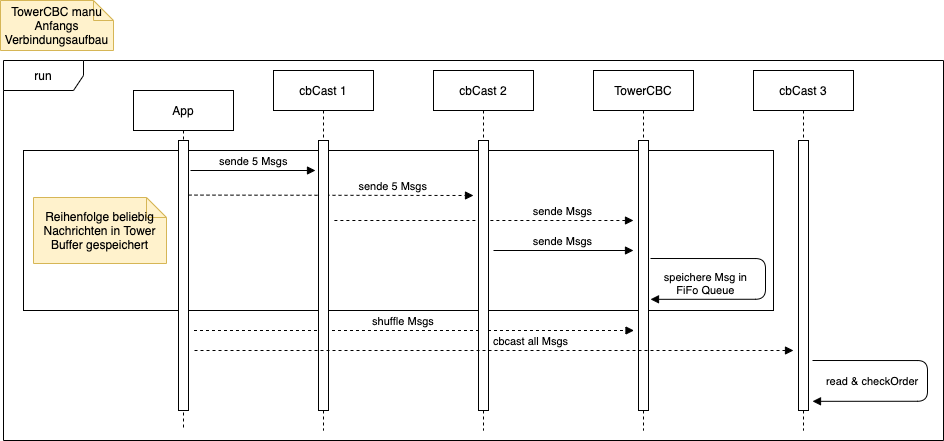 TowerCBC manu
Anfangs
Verbindungsaufbau
run
App
cbCast 1
cbCast 2
TowerCBC
cbCast 3
sende 5 Msgs
sende 5 Msgs
Reihenfolge beliebig
Nachrichten in Tower
Buffer gespeichert
sende Msgs
sende Msgs
speichere Msg in
FiFo Queue
shuffle Msgs
cbcast all Msgs
read & checkOrder